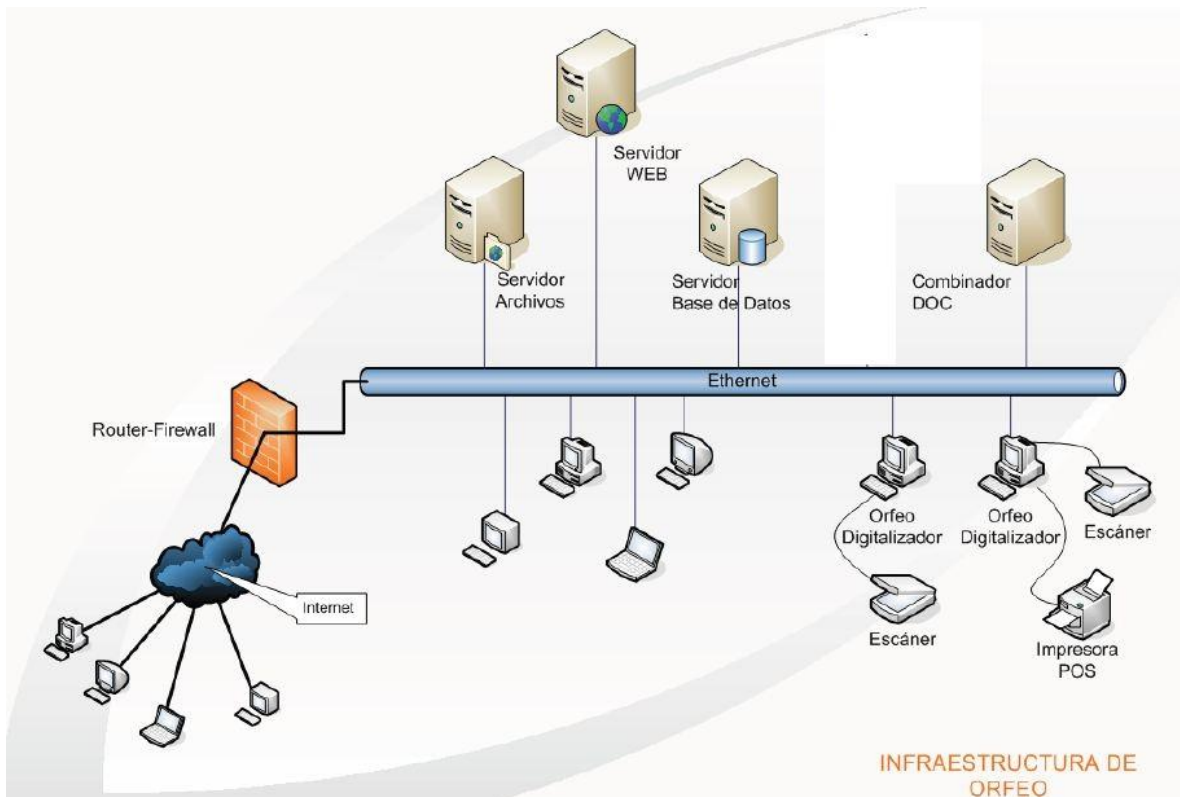 Servidor
WEB
Servidor
Archivos
Servidor
Base de Datos
Combinador
DOC
Ethernet
Router-Firewall
Orfeo
Digitalizador
Orfeo
Digitalizador
Escáner
Internet
Escáner
Impresora
POS
INFRAESTRUCTURA DE
ORFEO